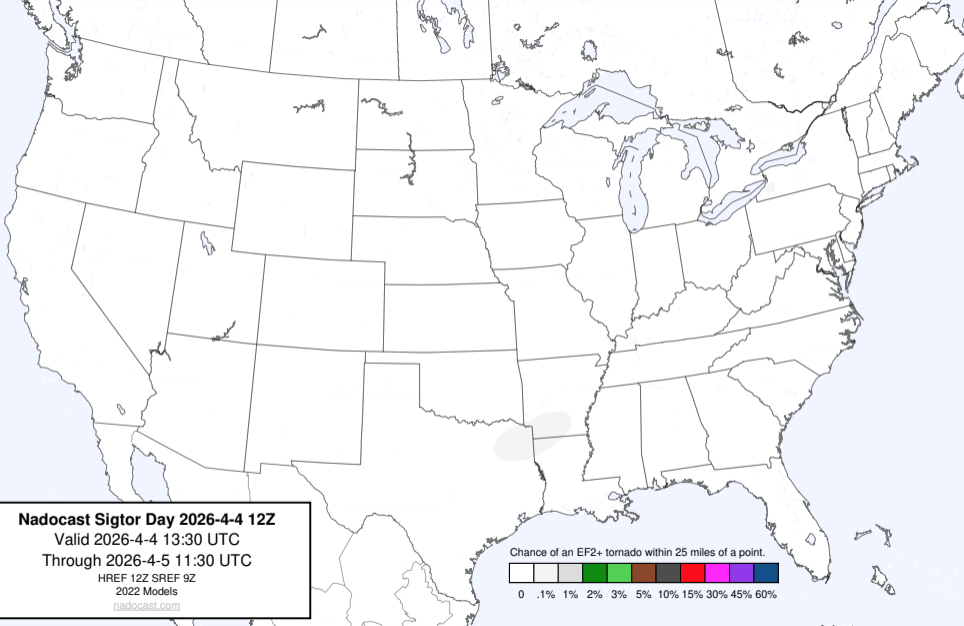 Nadocast Sigtor Day 2026-4-4 12Z
Valid 2026-4-4 13:30 UTC
Through 2026-4-5 11:30 UTC
HREF 12Z SREF 9Z
2022 Models
nadocast.com
Chance of an EF2+ tornado within 25 miles of a point.
0 .1% 1% 2% 3% 5% 10% 15% 30% 45% 60%